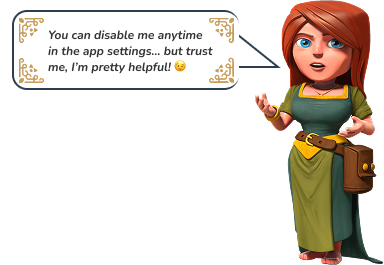 You can disable me anytime
in the app settings... but trust
me, I'm pretty helpful! 😉